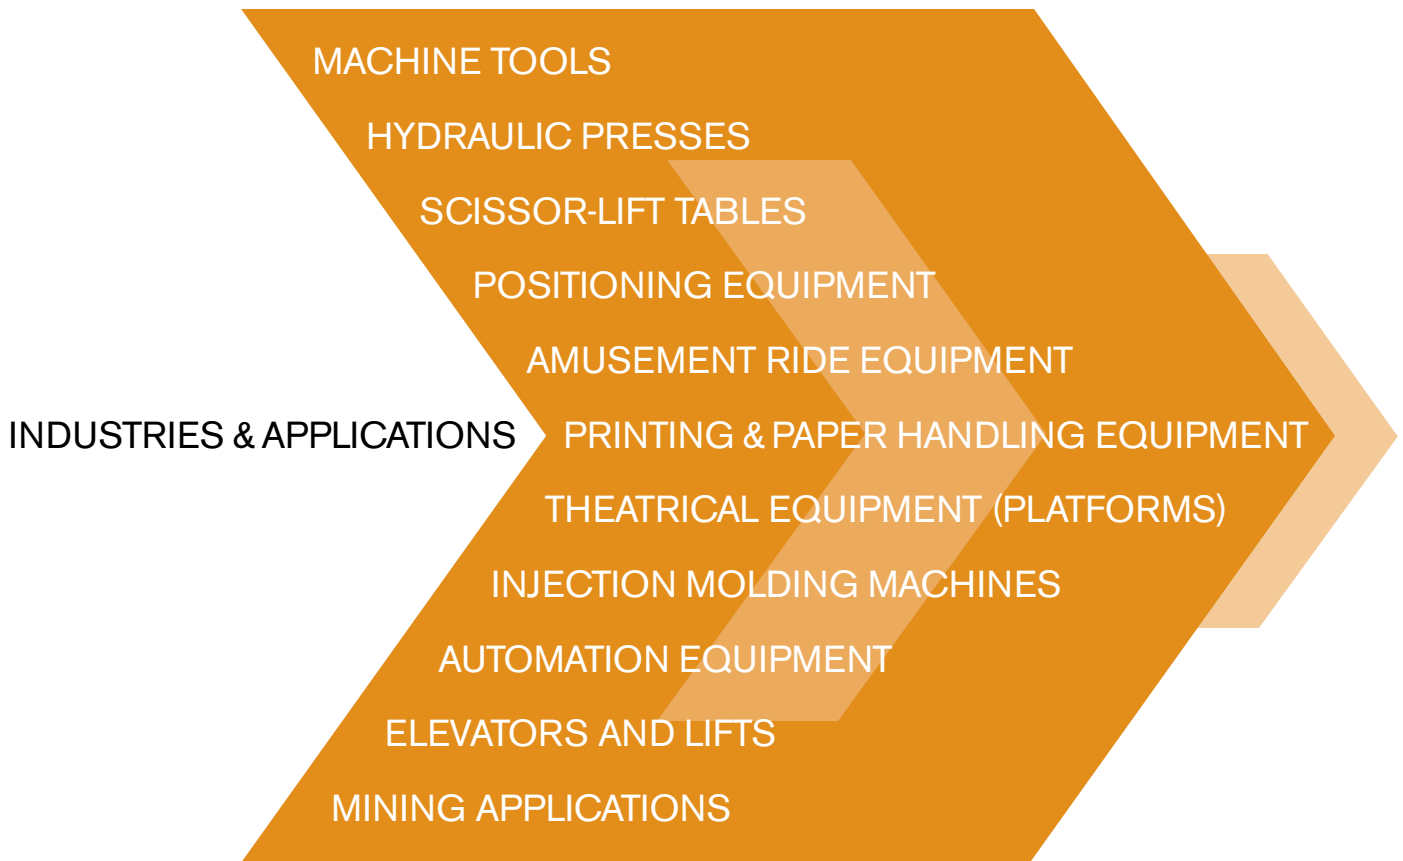 MACHINE TOOLS
HYDRAULIC PRESSES
SCISSOR-LIFT TABLES
POSITIONING EQUIPMENT
AMUSEMENT RIDE EQUIPMENT
INDUSTRIES & APPLICATIONS
PRINTING & PAPER HANDLING EQUIPMENT
THEATRICAL EQUIPMENT (PLATFORMS)
INJECTION MOLDING MACHINES
AUTOMATION EQUIPMENT
ELEVATORS AND LIFTS
MINING APPLICATIONS